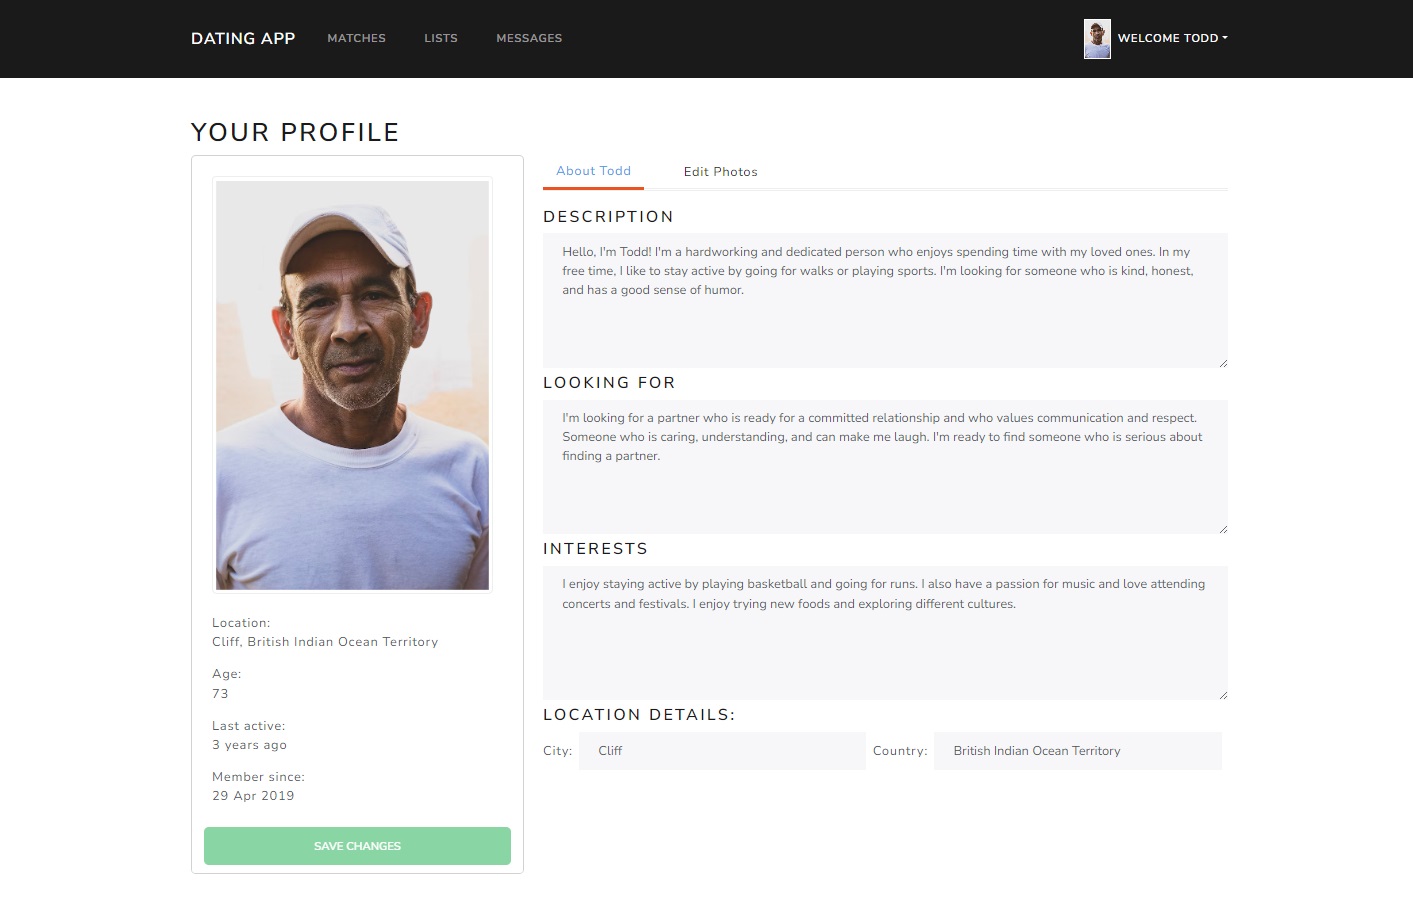 DATING APP
MATCHES
LISTS
MESSAGES
WELCOME TODD
YOUR PROFILE
Location:
Cliff, British Indian Ocean Territory
Age:
73
Last active:
3 years ago
Member since:
29 Apr 2019
SAVE CHANGES
About Todd
Edit Photos
DESCRIPTION
Hello, I'm Todd! I'm a hardworking and dedicated person who enjoys spending time with my loved ones. In my
free time, I like to stay active by going for walks or playing sports. I'm looking for someone who is kind, honest,
and has a good sense of humor.
LOOKING FOR
I'm looking for a partner who is ready for a committed relationship and who values communication and respect.
Someone who is caring, understanding, and can make me laugh. I'm ready to find someone who is serious about
finding a partner.
INTERESTS
I enjoy staying active by playing basketball and going for runs. I also have a passion for music and love attending
concerts and festivals. I enjoy trying new foods and exploring different cultures.
LOCATION DETAILS:
City: Cliff Country: British Indian Ocean Territory